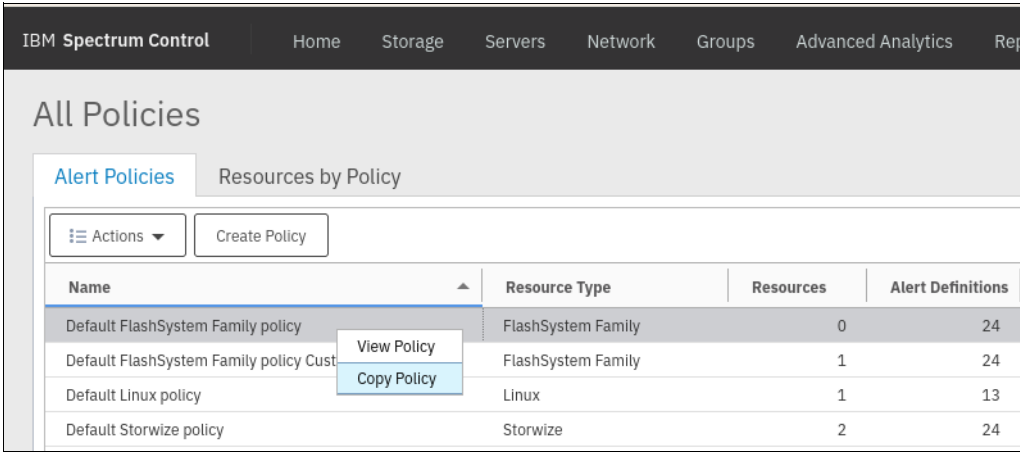 IBM Spectrum Control Home Storage Servers Network Groups Advanced Analytics Rep
All Policies
Alert Policies Resources by Policy
Actions Create Policy
Name Resource Type Resources Alert Definitions
Default FlashSystem Family policy FlashSystem Family 0 24
View Policy
Default FlashSystem Family policy Cust FlashSystem Family 1 24
Copy Policy
Default Linux policy Linux 1 13
Default Storwize policy Storwize 2 24